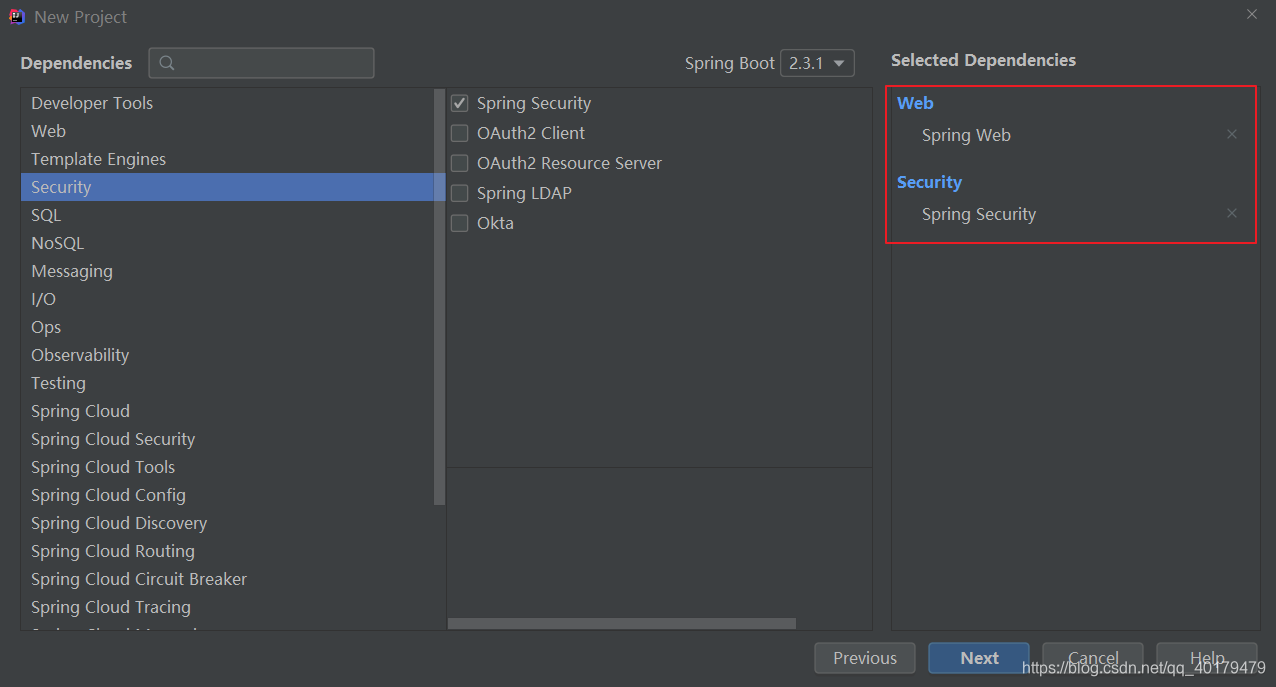 New Project
Dependencies
Spring Boot 2.3.1
Selected Dependencies
Developer Tools
Web
Template Engines
Security
SQL
NoSQL
Messaging
I/O
Ops
Observability
Testing
Spring Cloud
Spring Cloud Security
Spring Cloud Tools
Spring Cloud Config
Spring Cloud Discovery
Spring Cloud Routing
Spring Cloud Circuit Breaker
Spring Cloud Tracing
Spring Security
OAuth2 Client
OAuth2 Resource Server
Spring LDAP
Okta
Web
Spring Web
Security
Spring Security
Previous
Next
Cancel
Help
https://blog.csdn.net/qq_40179479